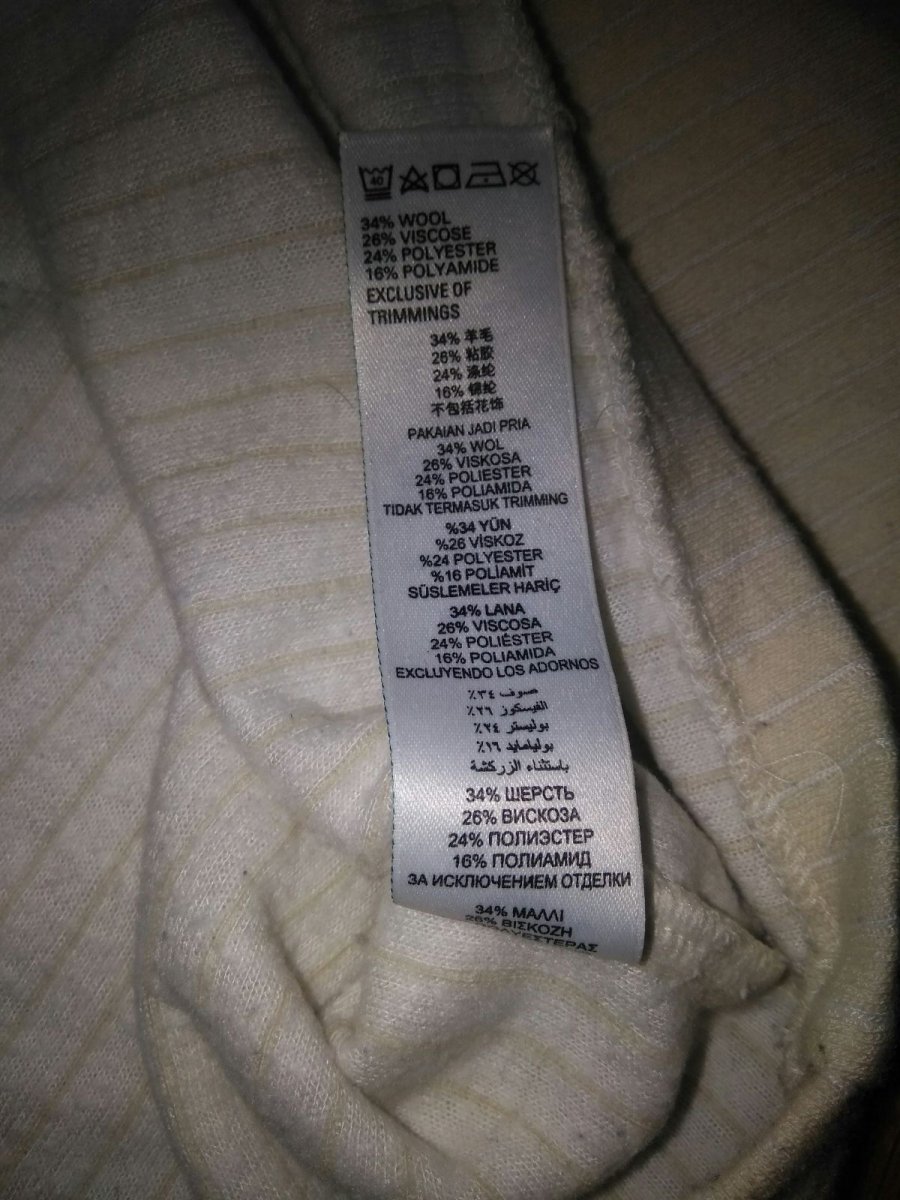 40
34% WOOL
26% VISCOSE
24% POLYESTER
16% POLYAMIDE
EXCLUSIVE OF
TRIMMINGS
34% 羊毛
26% 粘胶
24% 涤纶
16% 锦纶
不包括花饰
PAKAIAN JADI PRIA
34% WOL
26% VISKOSA
24% POLIESTER
16% POLIAMIDA
TIDAK TERMASUK TRIMMING
%34 YÜN
%26 VİSKOZ
%24 POLYESTER
%16 POLİAMİT
SÜSLEMELER HARİÇ
34% LANA
26% VISCOSA
24% POLIÉSTER
16% POLIAMIDA
EXCLUYENDO LOS ADORNOS
صوف ٣٤٪
الفيسكوز ٢٦٪
بوليستر ٢٤٪
بوليامايد ١٦٪
باستثناء الزركشة
34% ШЕРСТЬ
26% ВИСКОЗА
24% ПОЛИЭСТЕР
16% ПОЛИАМИД
ЗА ИСКЛЮЧЕНИЕМ ОТДЕЛКИ
34% ΜΑΛΛΙ
26% ΒΙΣΚΟΖΗ